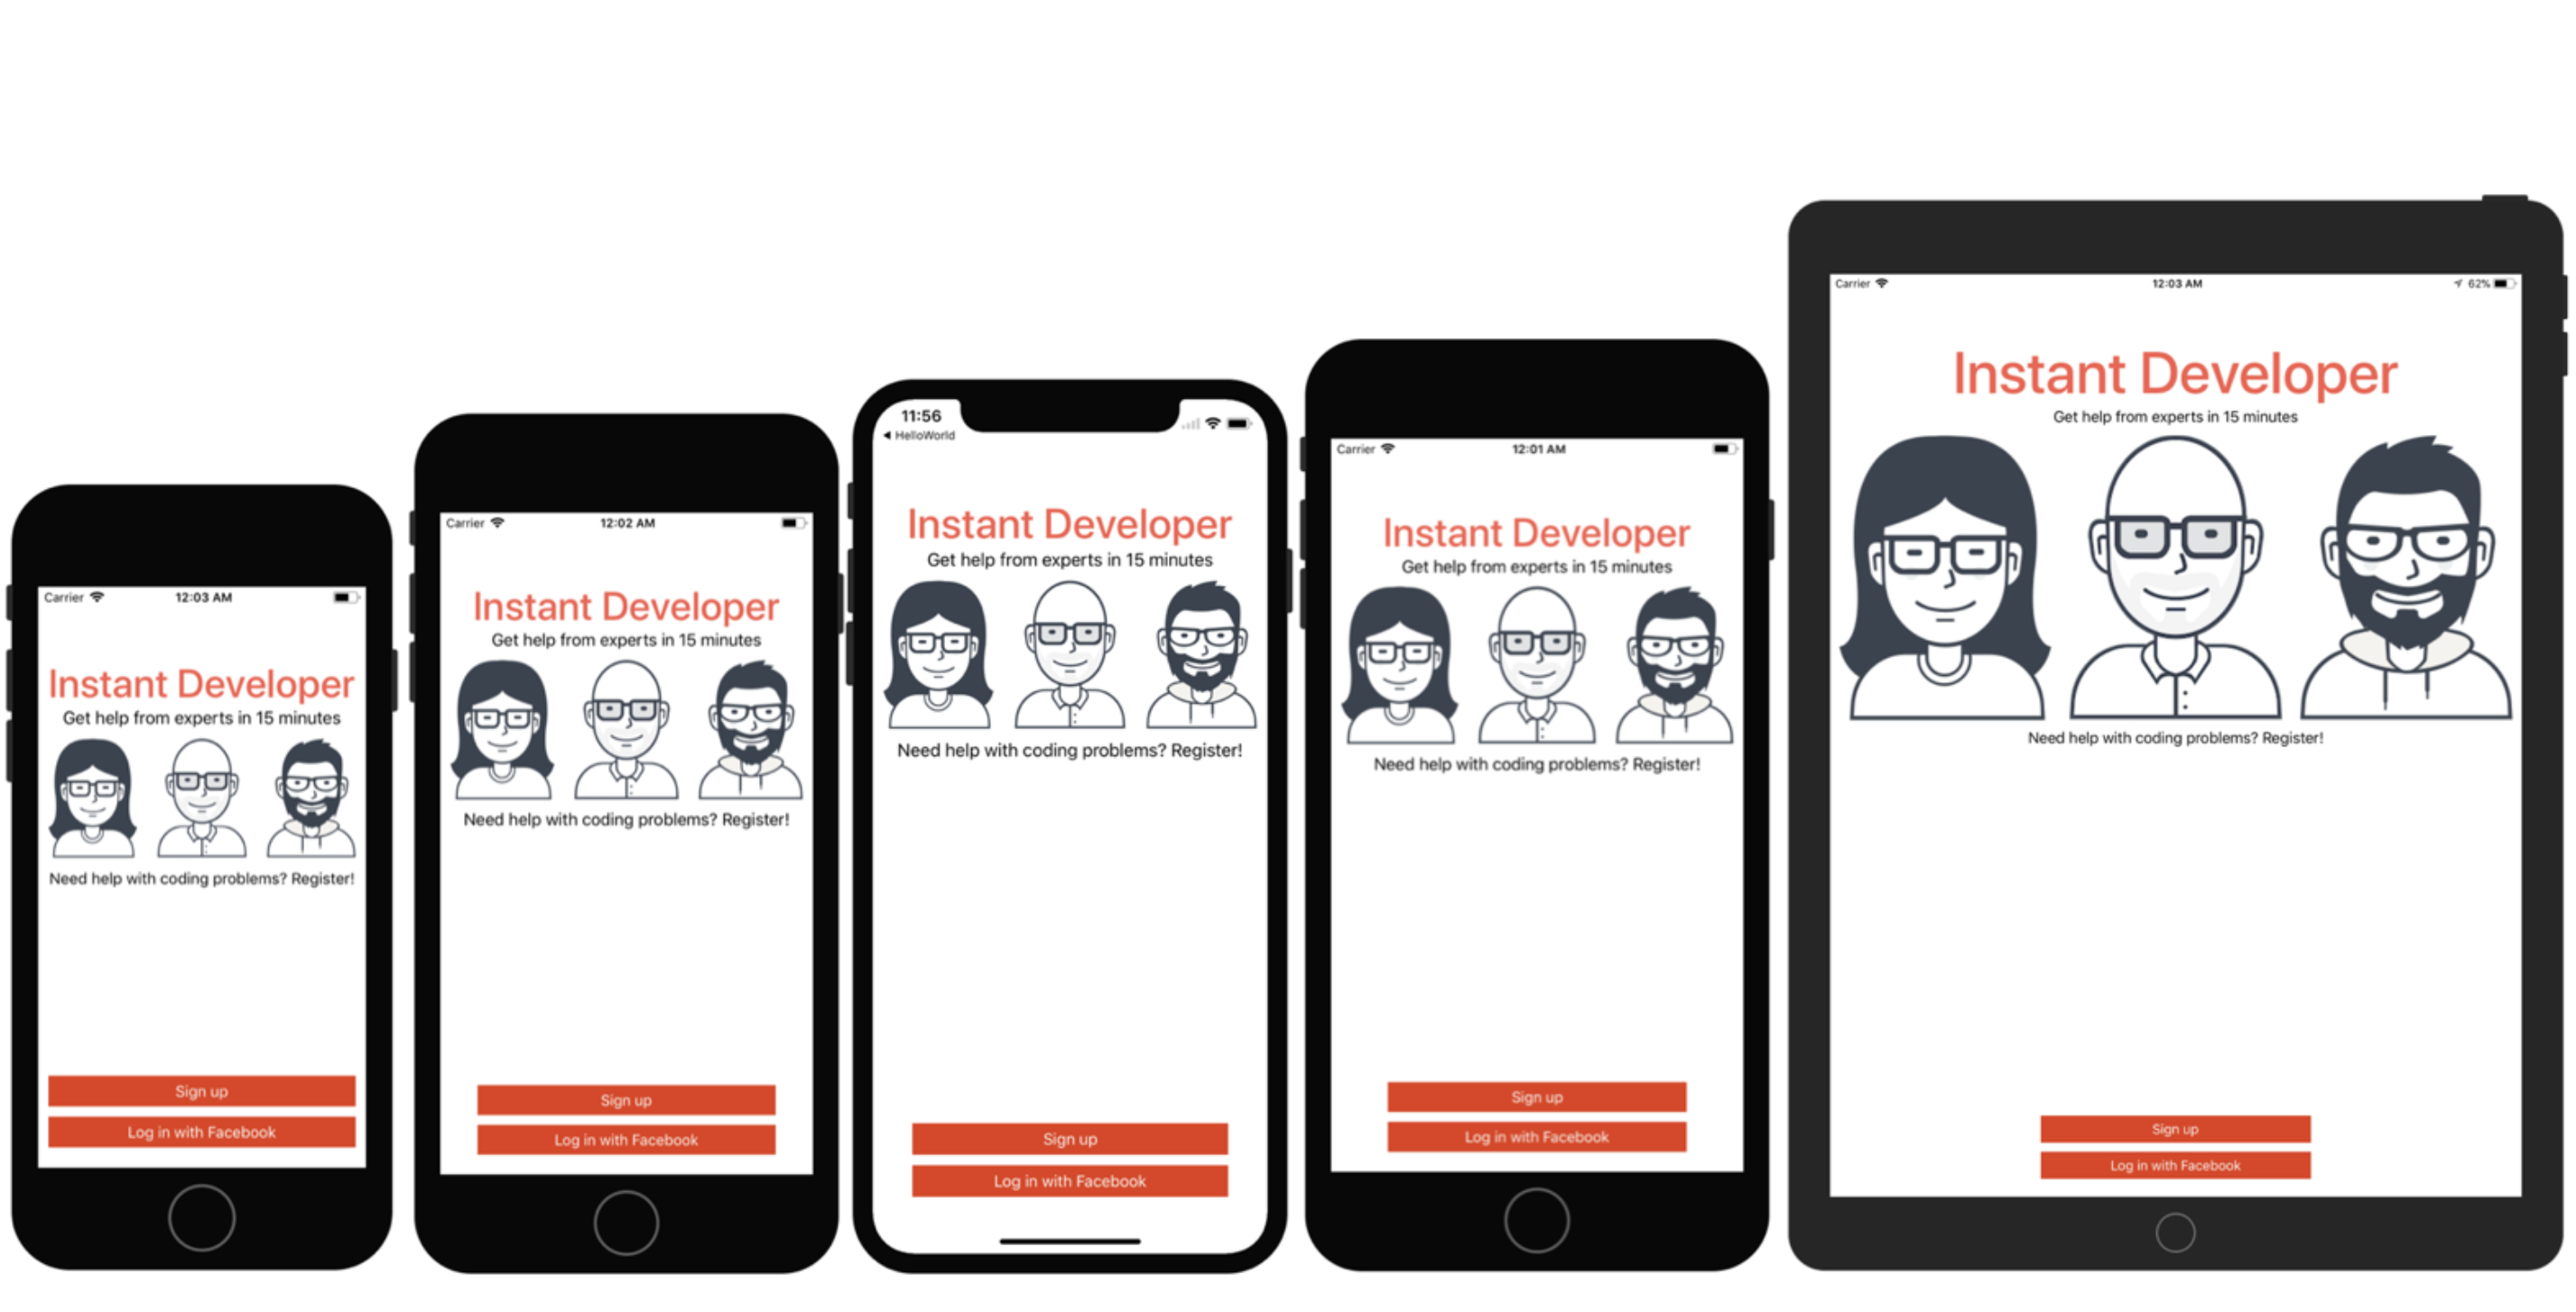 Carrier 12:03 AM
Instant Developer
Get help from experts in 15 minutes
Need help with coding problems? Register!
Sign up
Log in with Facebook
Carrier 12:02 AM
Instant Developer
Get help from experts in 15 minutes
Need help with coding problems? Register!
Sign up
Log in with Facebook
11:56
◀ HelloWorld
Instant Developer
Get help from experts in 15 minutes
Need help with coding problems? Register!
Sign up
Log in with Facebook
Carrier 12:01 AM
Instant Developer
Get help from experts in 15 minutes
Need help with coding problems? Register!
Sign up
Log in with Facebook
Carrier 12:03 AM 62%
Instant Developer
Get help from experts in 15 minutes
Need help with coding problems? Register!
Sign up
Log in with Facebook